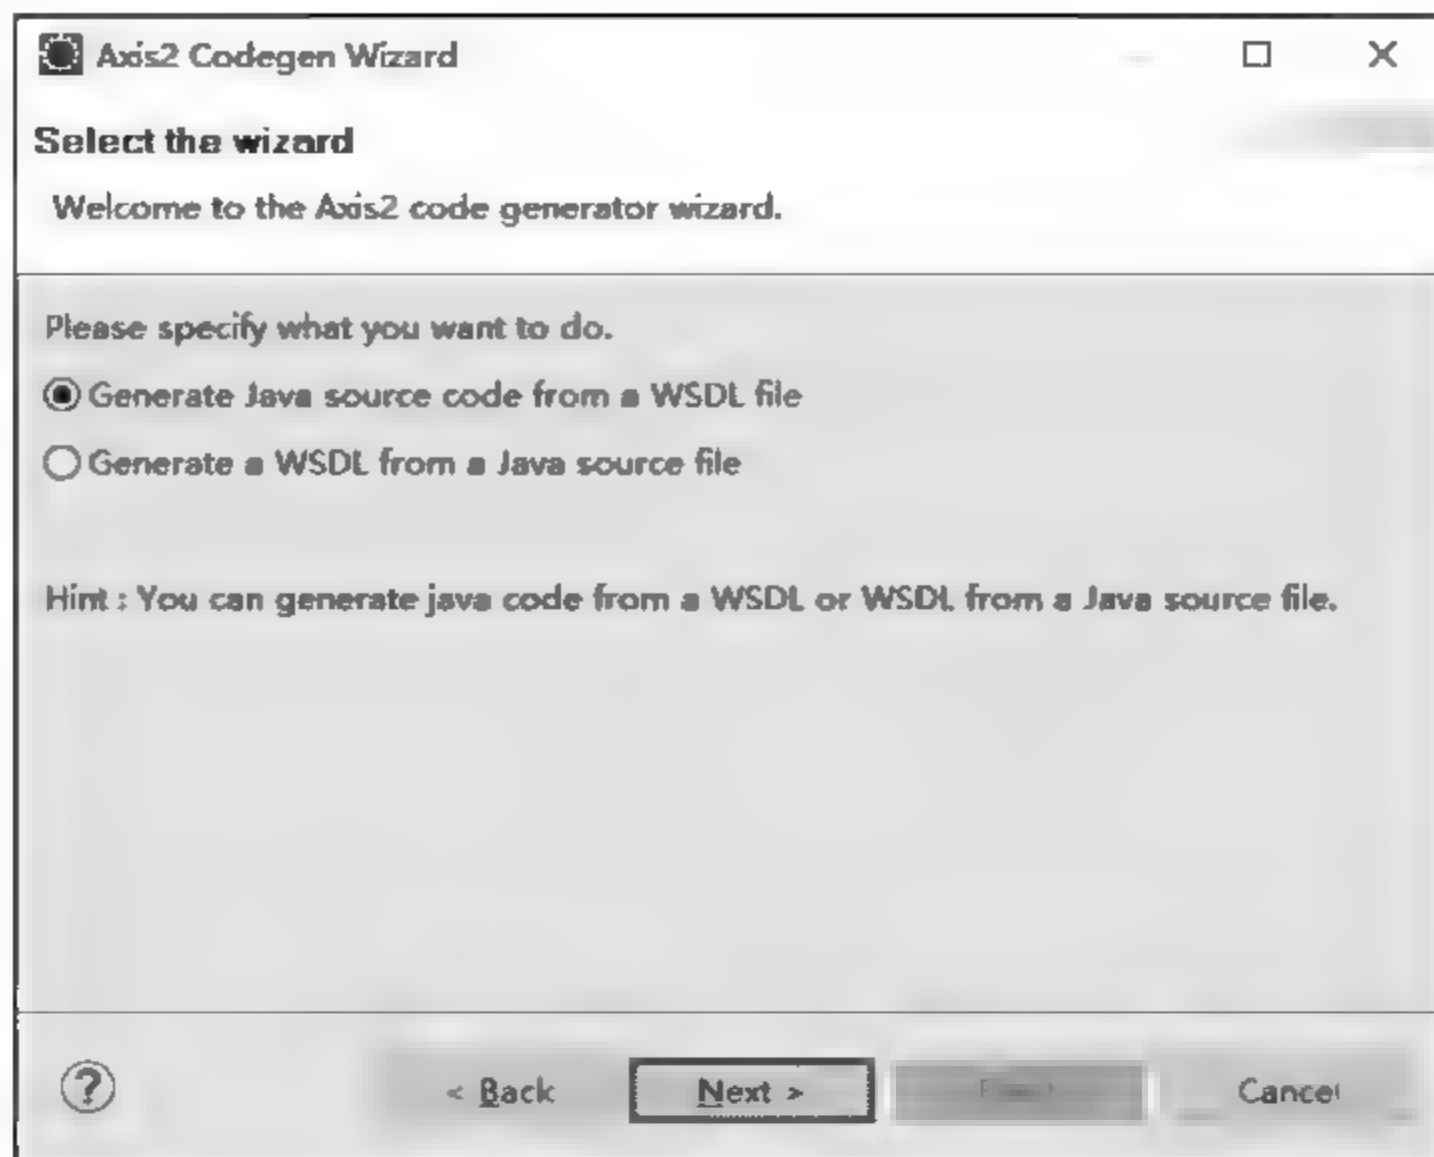 Axis2 Codegen Wizard
Select the wizard
Welcome to the Axis2 code generator wizard.
Please specify what you want to do.
Generate Java source code from a WSDL file
Generate a WSDL from a Java source file
Hint : You can generate java code from a WSDL or WSDL from a Java source file.
? < Back Next > Cancel